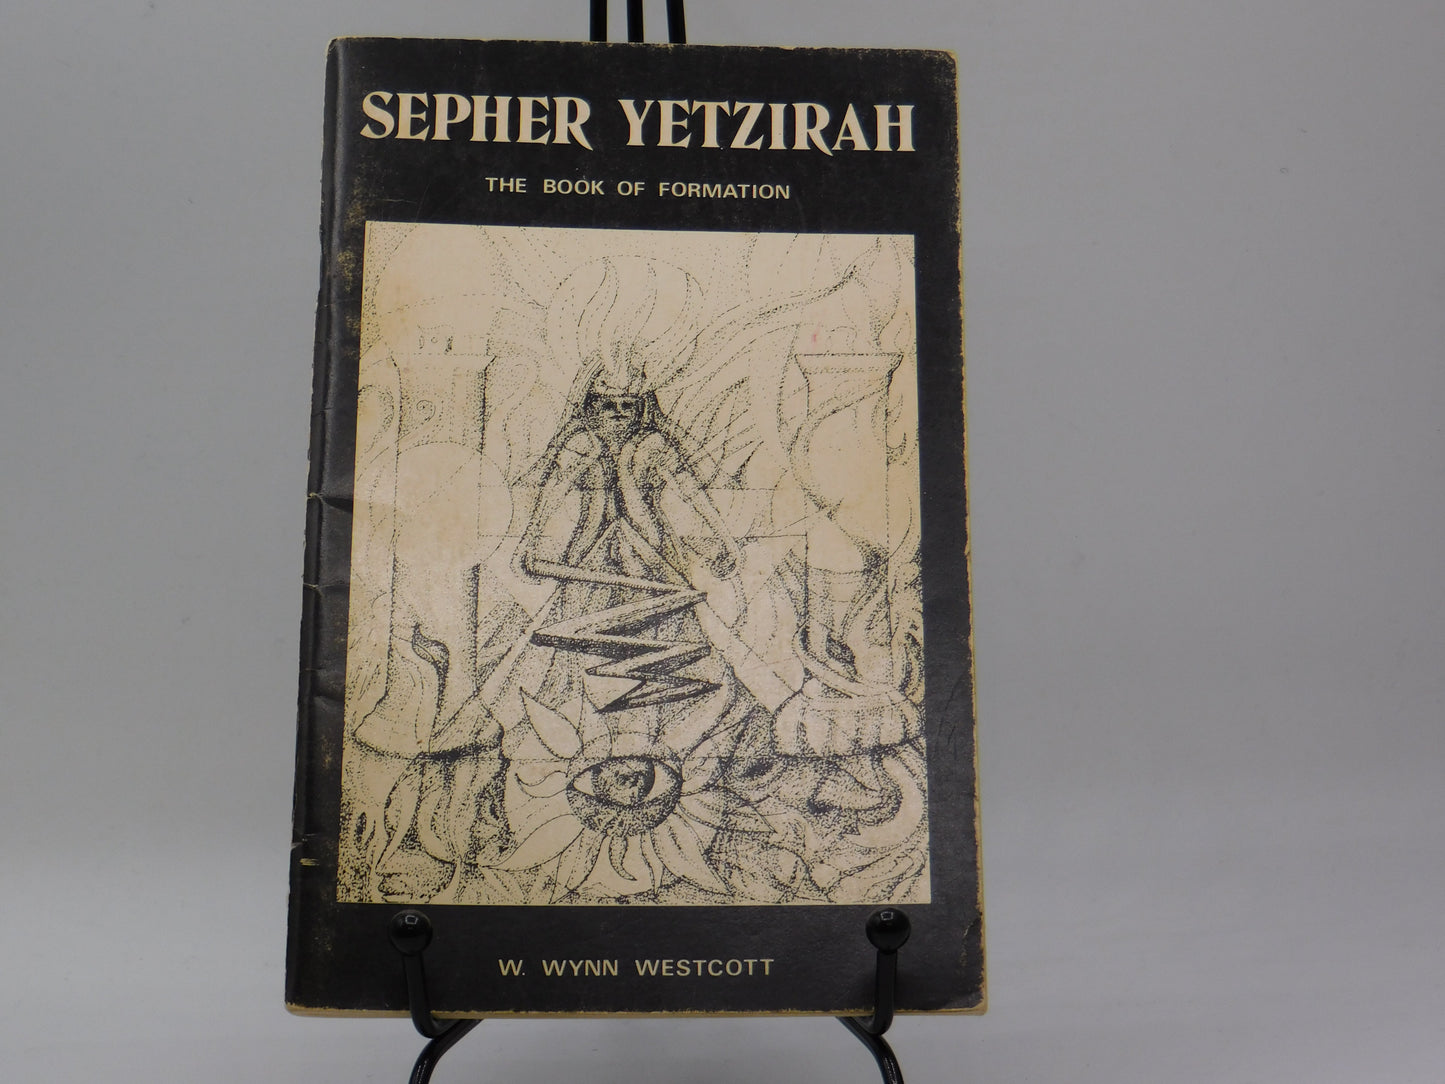 SEPHER YETZIRAH
THE BOOK OF FORMATION
W. WYNN WESTCOTT